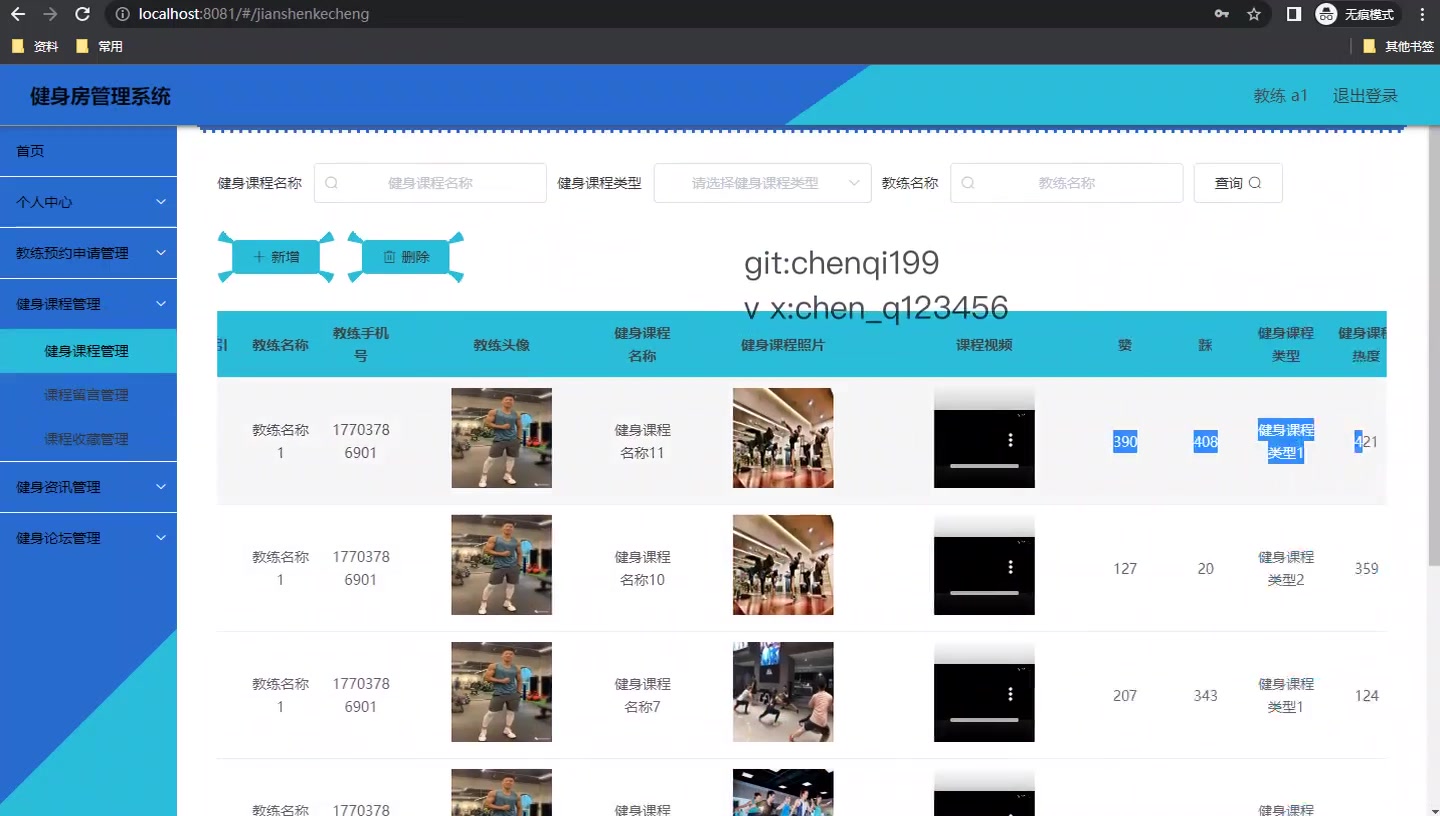 localhost:8081/#/jianshenkecheng
无痕模式
资料
常用
其他书签
健身房管理系统
教练 a1
退出登录
首页
个人中心
教练预约申请管理
健身课程管理
健身课程管理
课程留言管理
课程收藏管理
健身资讯管理
健身论坛管理
健身课程名称
健身课程名称
健身课程类型
请选择健身课程类型
教练名称
教练名称
查询
新增
删除
git:chenqi199
v x:chen_q123456
引
教练名称
教练手机
号
教练头像
健身课程
名称
健身课程照片
课程视频
赞
踩
健身课程
类型
健身课程
热度
教练名称
1
1770378
6901
健身课程
名称11
390
408
健身课程
类型1
421
教练名称
1
1770378
6901
健身课程
名称10
127
20
健身课程
类型2
359
教练名称
1
1770378
6901
健身课程
名称7
207
343
健身课程
类型1
124
教练名称
1770378
健身课程
健身课程